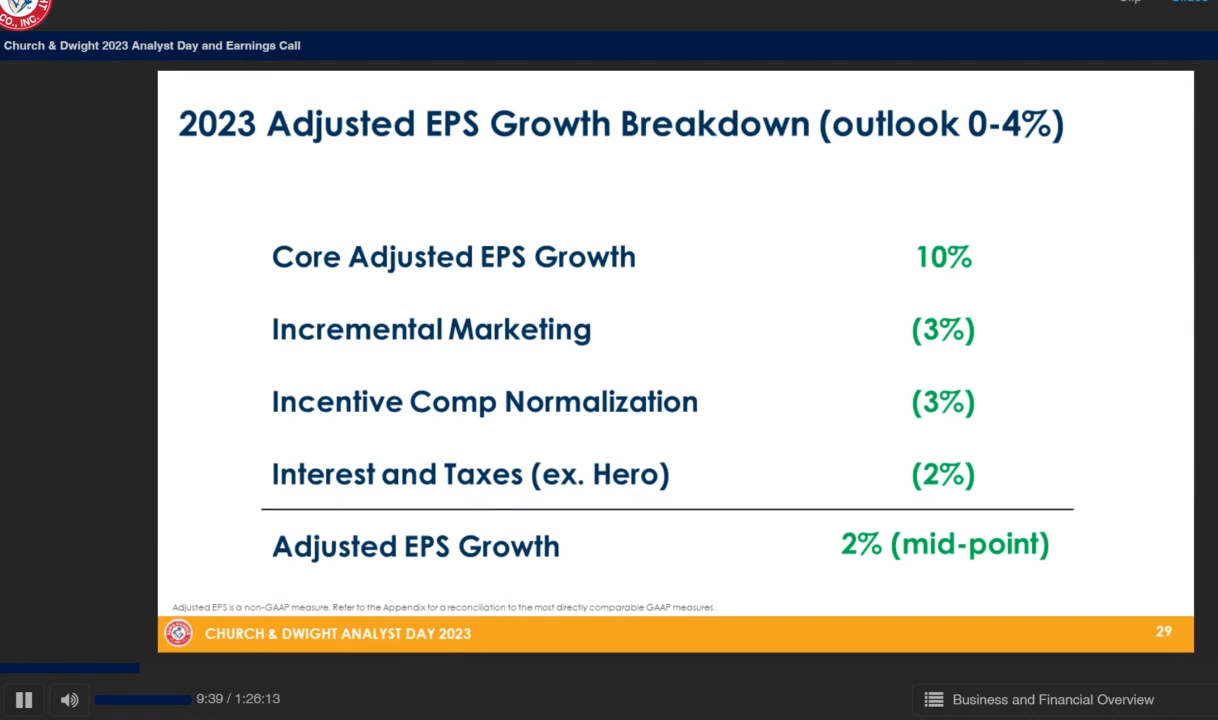 CO., INC.
Church & Dwight 2023 Analyst Day and Earnings Call
2023 Adjusted EPS Growth Breakdown (outlook 0-4%)
Core Adjusted EPS Growth 10%
Incremental Marketing (3%)
Incentive Comp Normalization (3%)
Interest and Taxes (ex. Hero) (2%)
Adjusted EPS Growth 2% (mid-point)
Adjusted EPS is a non-GAAP measure. Refer to the Appendix for a reconciliation to the most directly comparable GAAP measures.
CHURCH & DWIGHT ANALYST DAY 2023 29
9:39 / 1:26:13 Business and Financial Overview